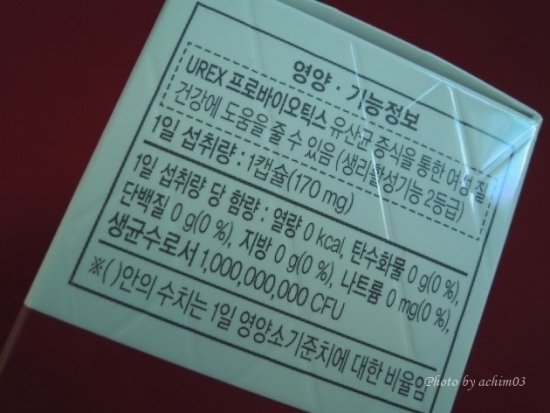 영양 · 기능정보
UREX 프로바이오틱스 유산균 증식을 통한 여성 질
건강에 도움을 줄 수 있음 (생리활성기능 2등급)
1일 섭취량 : 1캡슐(170 mg)
1일 섭취량 당 함량 : 열량 0 kcal, 탄수화물 0 g(0 %),
단백질 0 g(0 %), 지방 0 g(0 %), 나트륨 0 mg(0 %),
생균수로서 1,000,000,000 CFU
※( )안의 수치는 1일 영양소기준치에 대한 비율임
Photo by achim03